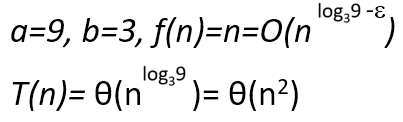 a=9, b=3, f(n)=n=O(n^(log₃9 -ε))
T(n)= θ(n^(log₃9))= θ(n²)